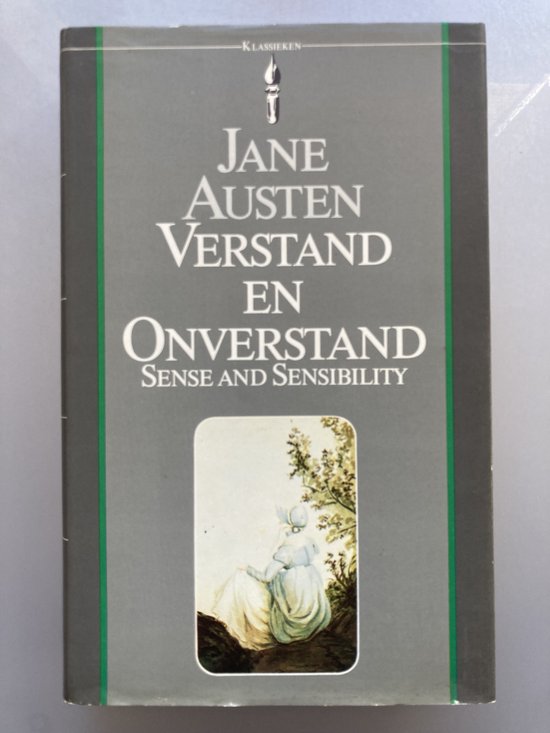 KLASSIEKEN
JANE
AUSTEN
VERSTAND
EN
ONVERSTAND
SENSE AND SENSIBILITY